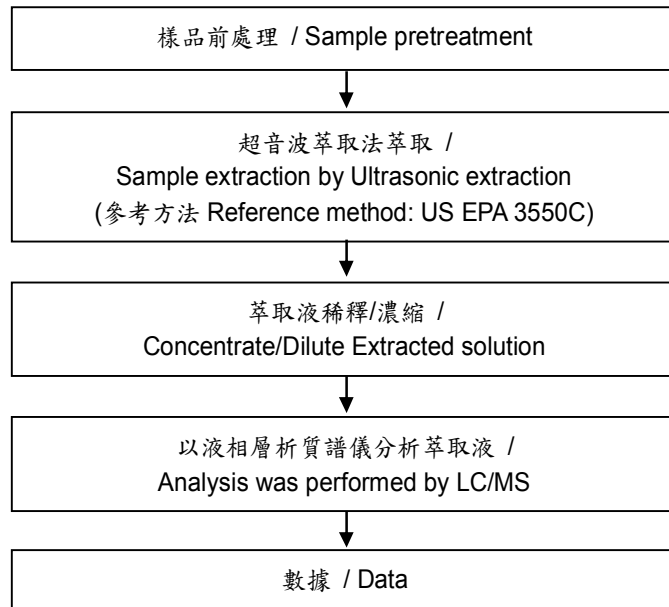 樣品前處理 / Sample pretreatment
超音波萃取法萃取 /
Sample extraction by Ultrasonic extraction
(參考方法 Reference method: US EPA 3550C)
萃取液稀釋/濃縮 /
Concentrate/Dilute Extracted solution
以液相層析質譜儀分析萃取液 /
Analysis was performed by LC/MS
數據 / Data